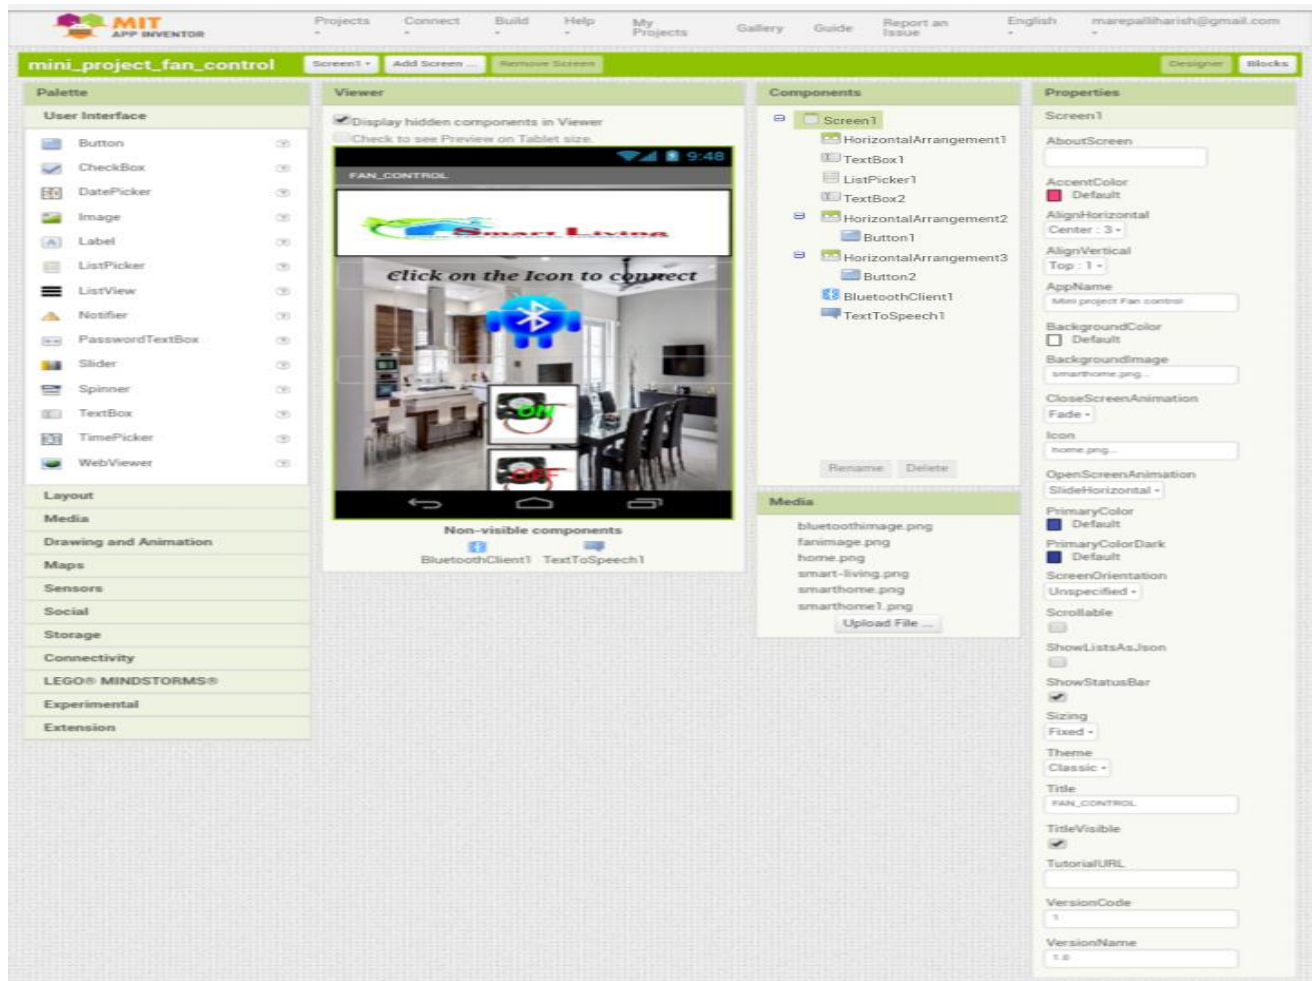 MIT
APP INVENTOR
Projects Connect Build Help My Projects Gallery Guide Report an Issue English marepalliharish@gmail.com
mini_project_fan_control Screen1 Add Screen ... Remove Screen Designer Blocks
Palette
User Interface
Button
CheckBox
DatePicker
Image
Label
ListPicker
ListView
Notifier
PasswordTextBox
Slider
Spinner
TextBox
TimePicker
WebViewer
Layout
Media
Drawing and Animation
Maps
Sensors
Social
Storage
Connectivity
LEGO® MINDSTORMS®
Experimental
Extension
Viewer
Display hidden components in Viewer
Check to see Preview on Tablet size.
9:48
FAN_CONTROL
Smart Living
Click on the Icon to connect
ON
OFF
Non-visible components
BluetoothClient1 TextToSpeech1
Components
Screen1
HorizontalArrangement1
TextBox1
ListPicker1
TextBox2
HorizontalArrangement2
Button1
HorizontalArrangement3
Button2
BluetoothClient1
TextToSpeech1
Rename Delete
Media
bluetoothimage.png
fanimage.png
home.png
smart-living.png
smarthome.png
smarthome1.png
Upload File ...
Properties
Screen1
AboutScreen
AccentColor
Default
AlignHorizontal
Center : 3
AlignVertical
Top : 1
AppName
Mini project Fan control
BackgroundColor
Default
BackgroundImage
smarthome.png...
CloseScreenAnimation
Fade
Icon
home.png...
OpenScreenAnimation
SlideHorizontal
PrimaryColor
Default
PrimaryColorDark
Default
ScreenOrientation
Unspecified
Scrollable
ShowListsAsJson
ShowStatusBar
Sizing
Fixed
Theme
Classic
Title
FAN_CONTROL
TitleVisible
TutorialURL
VersionCode
1
VersionName
1.0